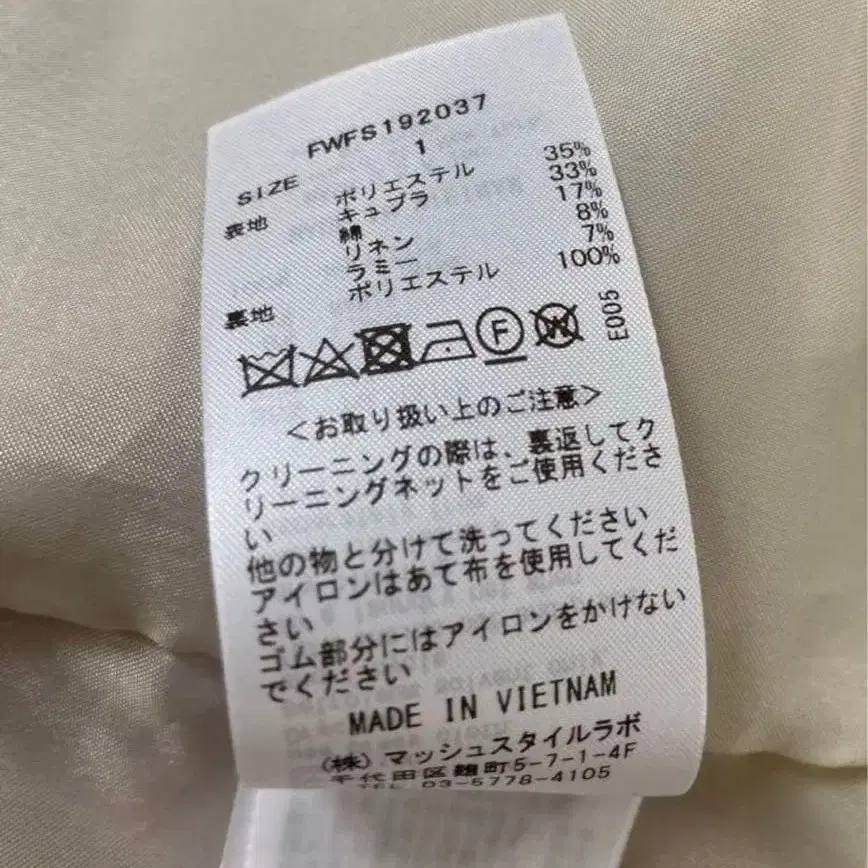 FWFS192037
SIZE 1
表地 ポリエステル 35%
キュプラ 33%
綿 17%
リネン 8%
ラミー 7%
裏地 ポリエステル 100%
F W E005
<お取り扱い上のご注意>
クリーニングの際は、裏返してク
リーニングネットをご使用くださ
い
他の物と分けて洗ってください
アイロンはあて布を使用してくだ
さい
ゴム部分にはアイロンをかけない
でください
MADE IN VIETNAM
(株)マッシュスタイルラボ
千代田区麹町5-7-1-4F
TEL 03-5778-4105